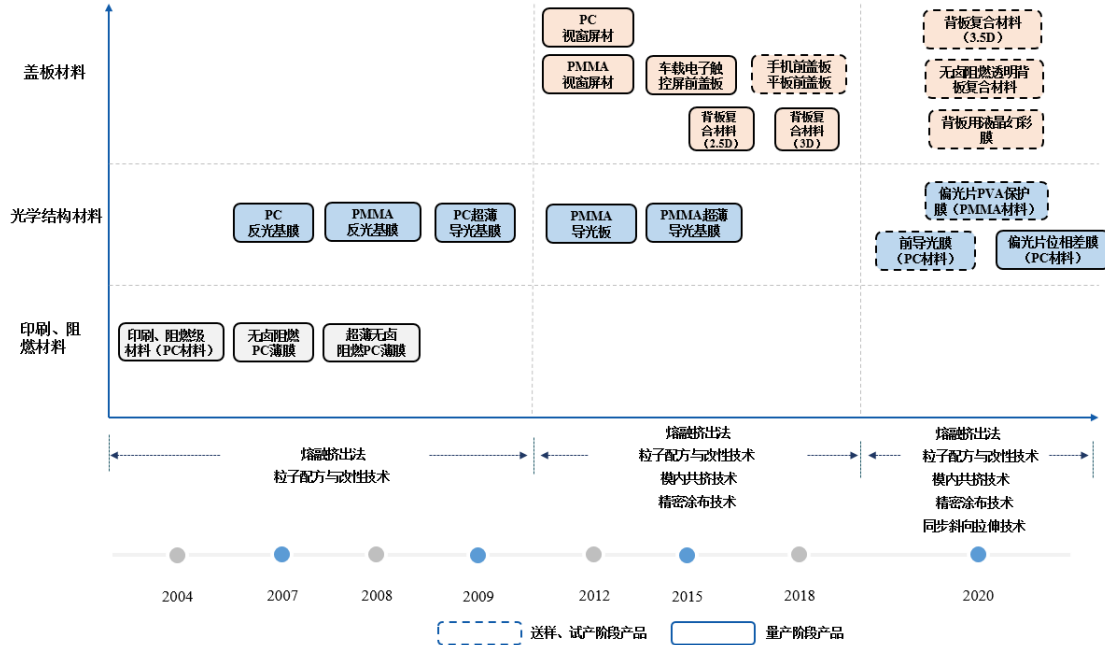 盖板材料
PC
视窗屏材
PMMA
视窗屏材
车载电子触
控屏前盖板
手机前盖板
平板前盖板
背板复
合材料
（2.5D）
背板复
合材料
（3D）
背板复合材料
（3.5D）
无卤阻燃透明背
板复合材料
背板用液晶幻彩
膜
光学结构材料
PC
反光基膜
PMMA
反光基膜
PC超薄
导光基膜
PMMA
导光板
PMMA超薄
导光基膜
偏光片PVA保护
膜（PMMA材料）
前导光膜
（PC材料）
偏光片位相差膜
（PC材料）
印刷、阻
燃材料
印刷、阻燃级
材料（PC材料）
无卤阻燃
PC薄膜
超薄无卤
阻燃PC薄膜
熔融挤出法
粒子配方与改性技术
熔融挤出法
粒子配方与改性技术
模内共挤技术
精密涂布技术
熔融挤出法
粒子配方与改性技术
模内共挤技术
精密涂布技术
同步斜向拉伸技术
2004
2007
2008
2009
2012
2015
2018
2020
送样、试产阶段产品
量产阶段产品